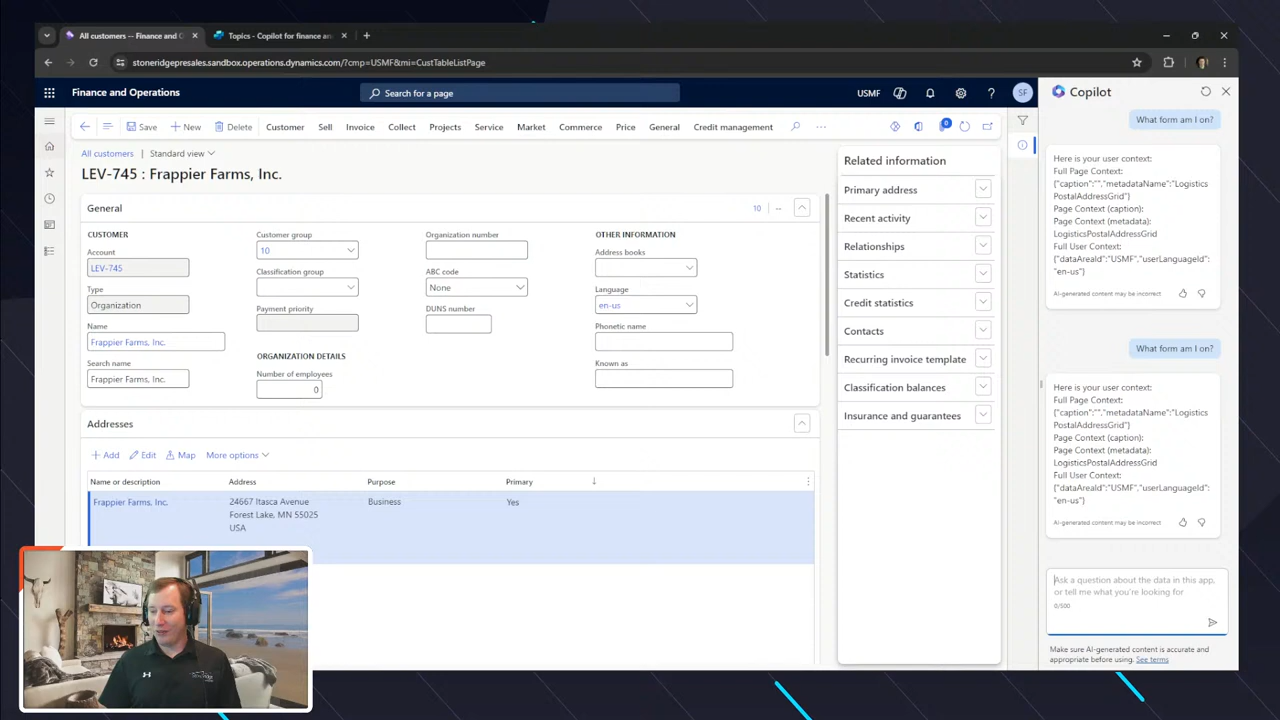 All customers -- Finance and O
Topics - Copilot for finance an
stoneridgepresales.sandbox.operations.dynamics.com/?cmp=USMF&mi=CustTableListPage
Finance and Operations
Search for a page
USMF
SF
Save
New
Delete
Customer
Sell
Invoice
Collect
Projects
Service
Market
Commerce
Price
General
Credit management
0
All customers
Standard view
LEV-745 : Frappier Farms, Inc.
General
10
--
CUSTOMER
Account
LEV-745
Type
Organization
Name
Frappier Farms, Inc.
Search name
Frappier Farms, Inc.
Customer group
10
Classification group
Payment priority
ORGANIZATION DETAILS
Number of employees
0
Organization number
ABC code
None
DUNS number
OTHER INFORMATION
Address books
Language
en-us
Phonetic name
Known as
Addresses
Add
Edit
Map
More options
Name or description
Address
Purpose
Primary
Frappier Farms, Inc.
24667 Itasca Avenue
Forest Lake, MN 55025
USA
Business
Yes
Related information
Primary address
Recent activity
Relationships
Statistics
Credit statistics
Contacts
Recurring invoice template
Classification balances
Insurance and guarantees
Copilot
What form am I on?
Here is your user context:
Full Page Context:
{"caption":"","metadataName":"Logistics
PostalAddressGrid"}
Page Context (caption):
Page Context (metadata):
LogisticsPostalAddressGrid
Full User Context:
{"dataAreaId":"USMF","userLanguageId":
"en-us"}
AI-generated content may be incorrect
What form am I on?
Here is your user context:
Full Page Context:
{"caption":"","metadataName":"Logistics
PostalAddressGrid"}
Page Context (caption):
Page Context (metadata):
LogisticsPostalAddressGrid
Full User Context:
{"dataAreaId":"USMF","userLanguageId":
"en-us"}
AI-generated content may be incorrect
Ask a question about the data in this app,
or tell me what you're looking for
0/500
Make sure AI-generated content is accurate and
appropriate before using. See terms